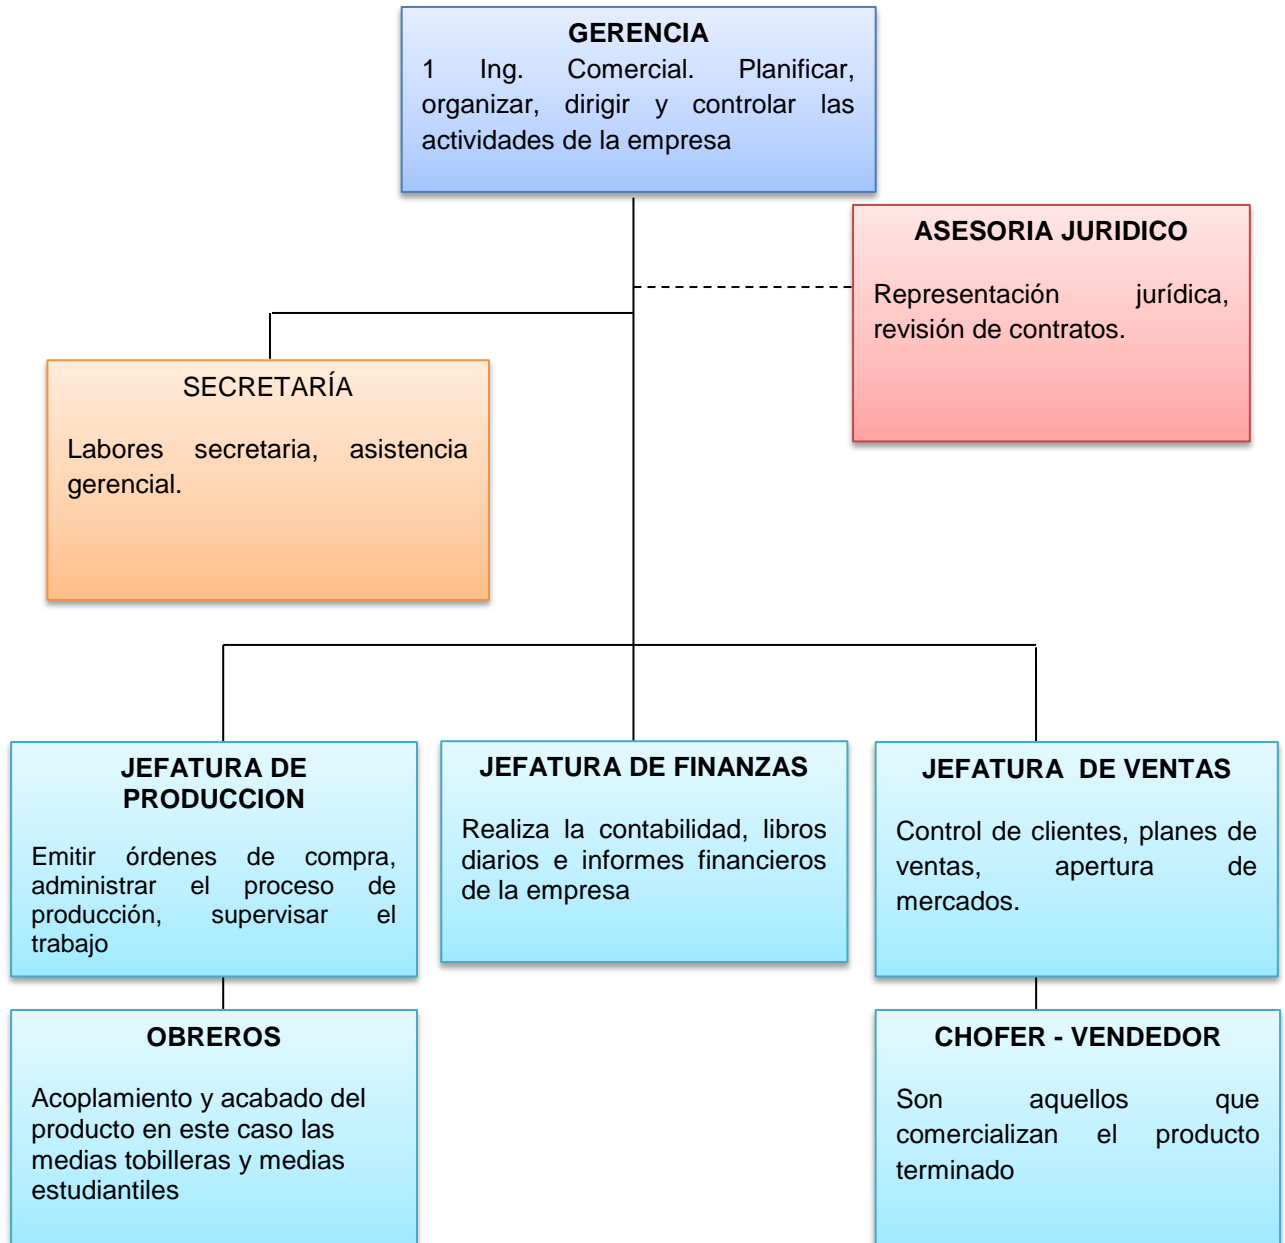 GERENCIA
1 Ing. Comercial. Planificar,
organizar, dirigir y controlar las
actividades de la empresa
ASESORIA JURIDICO
Representación jurídica,
revisión de contratos.
SECRETARÍA
Labores secretaria, asistencia
gerencial.
JEFATURA DE
PRODUCCION
Emitir órdenes de compra,
administrar el proceso de
producción, supervisar el
trabajo
JEFATURA DE FINANZAS
Realiza la contabilidad, libros
diarios e informes financieros
de la empresa
JEFATURA DE VENTAS
Control de clientes, planes de
ventas, apertura de
mercados.
OBREROS
Acoplamiento y acabado del
producto en este caso las
medias tobilleras y medias
estudiantiles
CHOFER - VENDEDOR
Son aquellos que
comercializan el producto
terminado